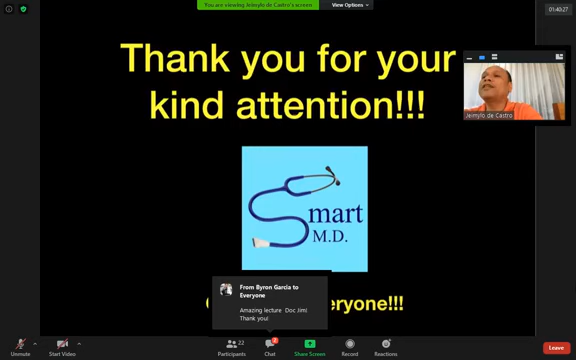 You are viewing Jeimylo de Castro's screen
View Options
01:40:27
Thank you for your
kind attention!!!
Jeimylo de Castro
Smart
M.D.
From Byron Garcia to
Everyone
Amazing lecture Doc Jim!
Thank you!
eryone!!!
Unmute
Start Video
22
Participants
Chat
Share Screen
Record
Reactions
Leave